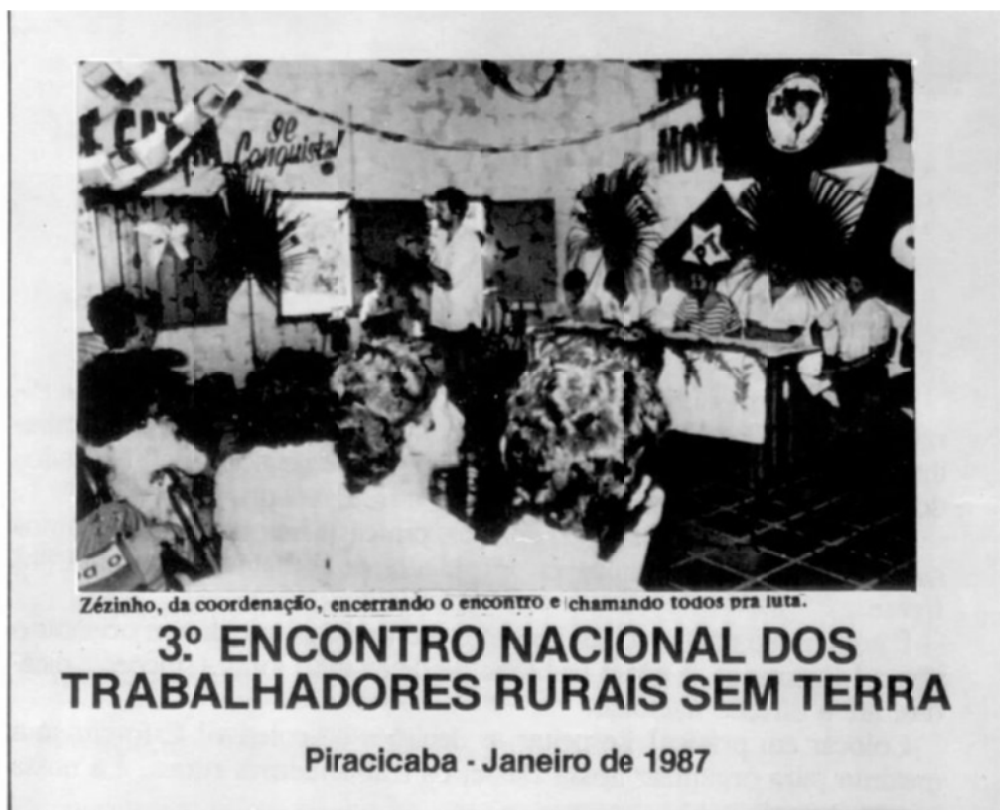 se
Conquista!
MOV
PT
Zézinho, da coordenação, encerrando o encontro e chamando todos pra luta.
3º ENCONTRO NACIONAL DOS
TRABALHADORES RURAIS SEM TERRA
Piracicaba - Janeiro de 1987